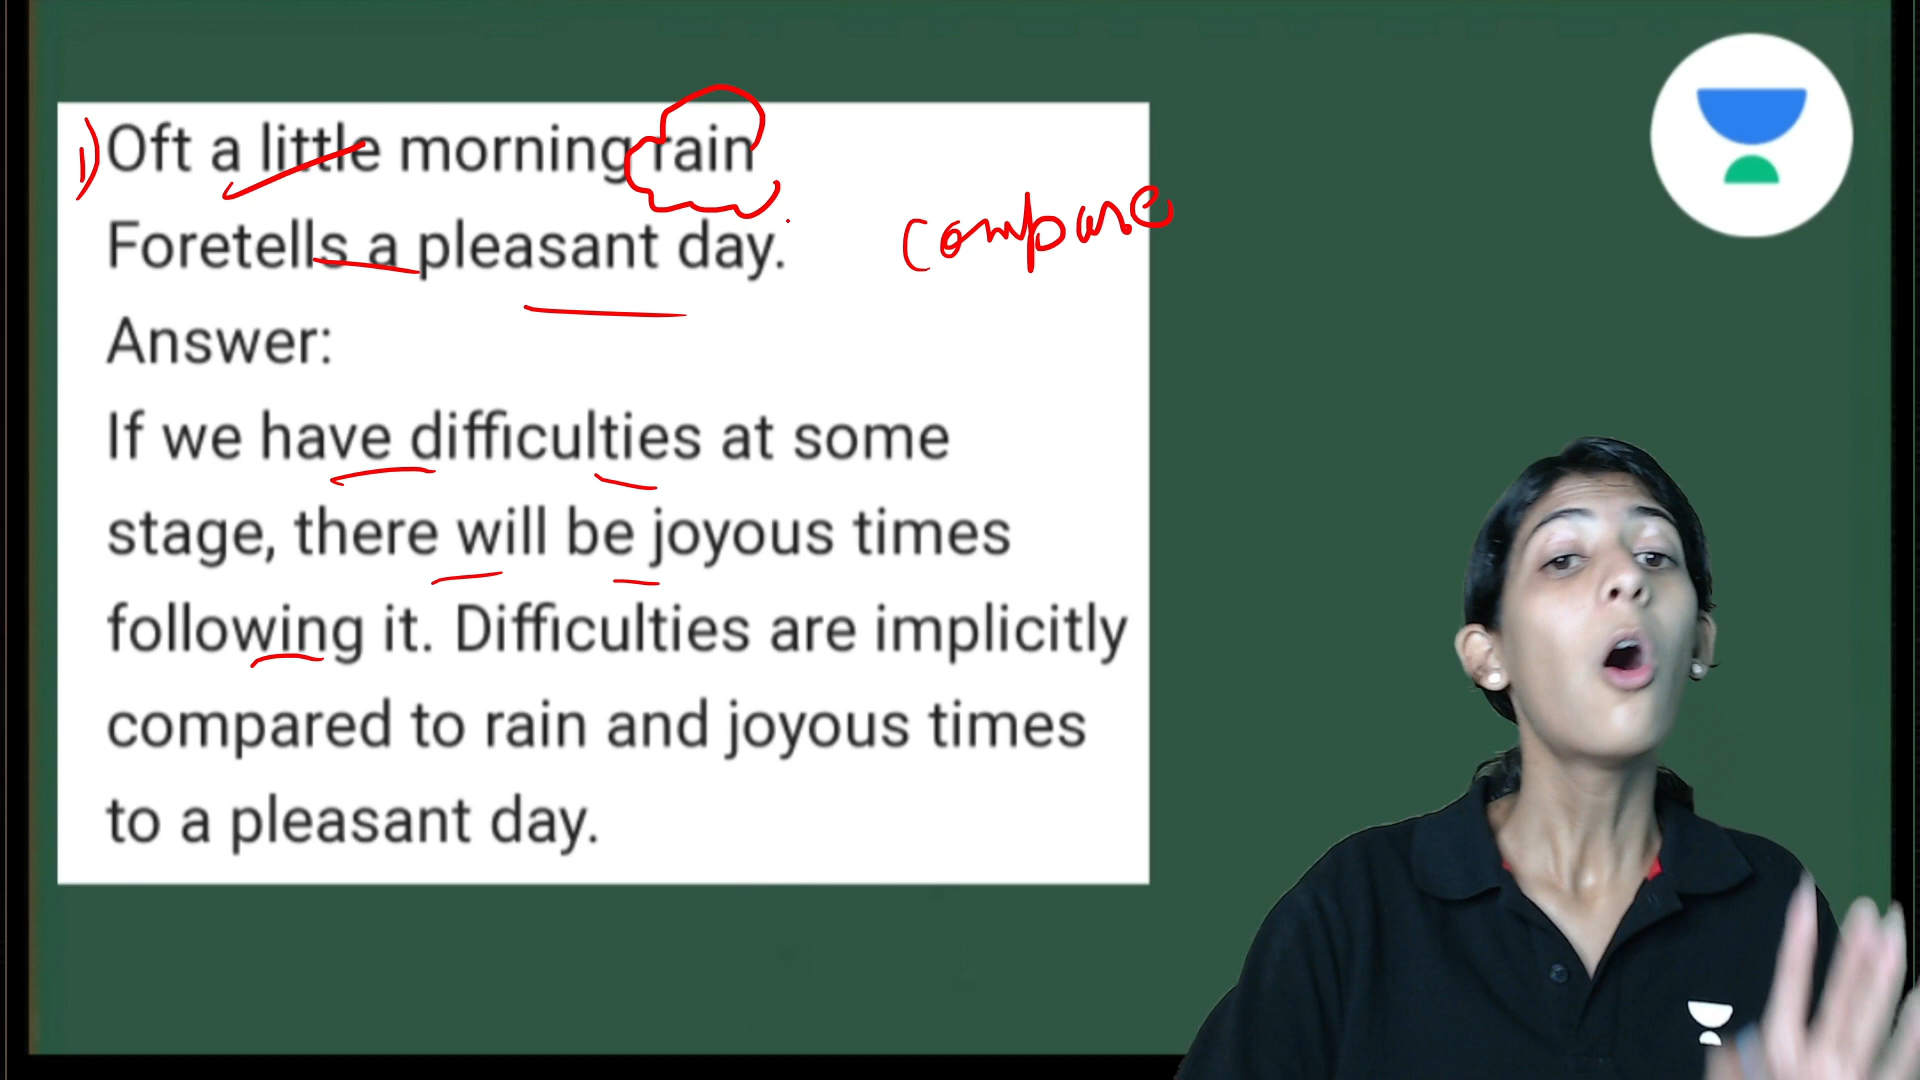 1) Oft a little morning rain
Foretells a pleasant day.
compare
Answer:
If we have difficulties at some
stage, there will be joyous times
following it. Difficulties are implicitly
compared to rain and joyous times
to a pleasant day.